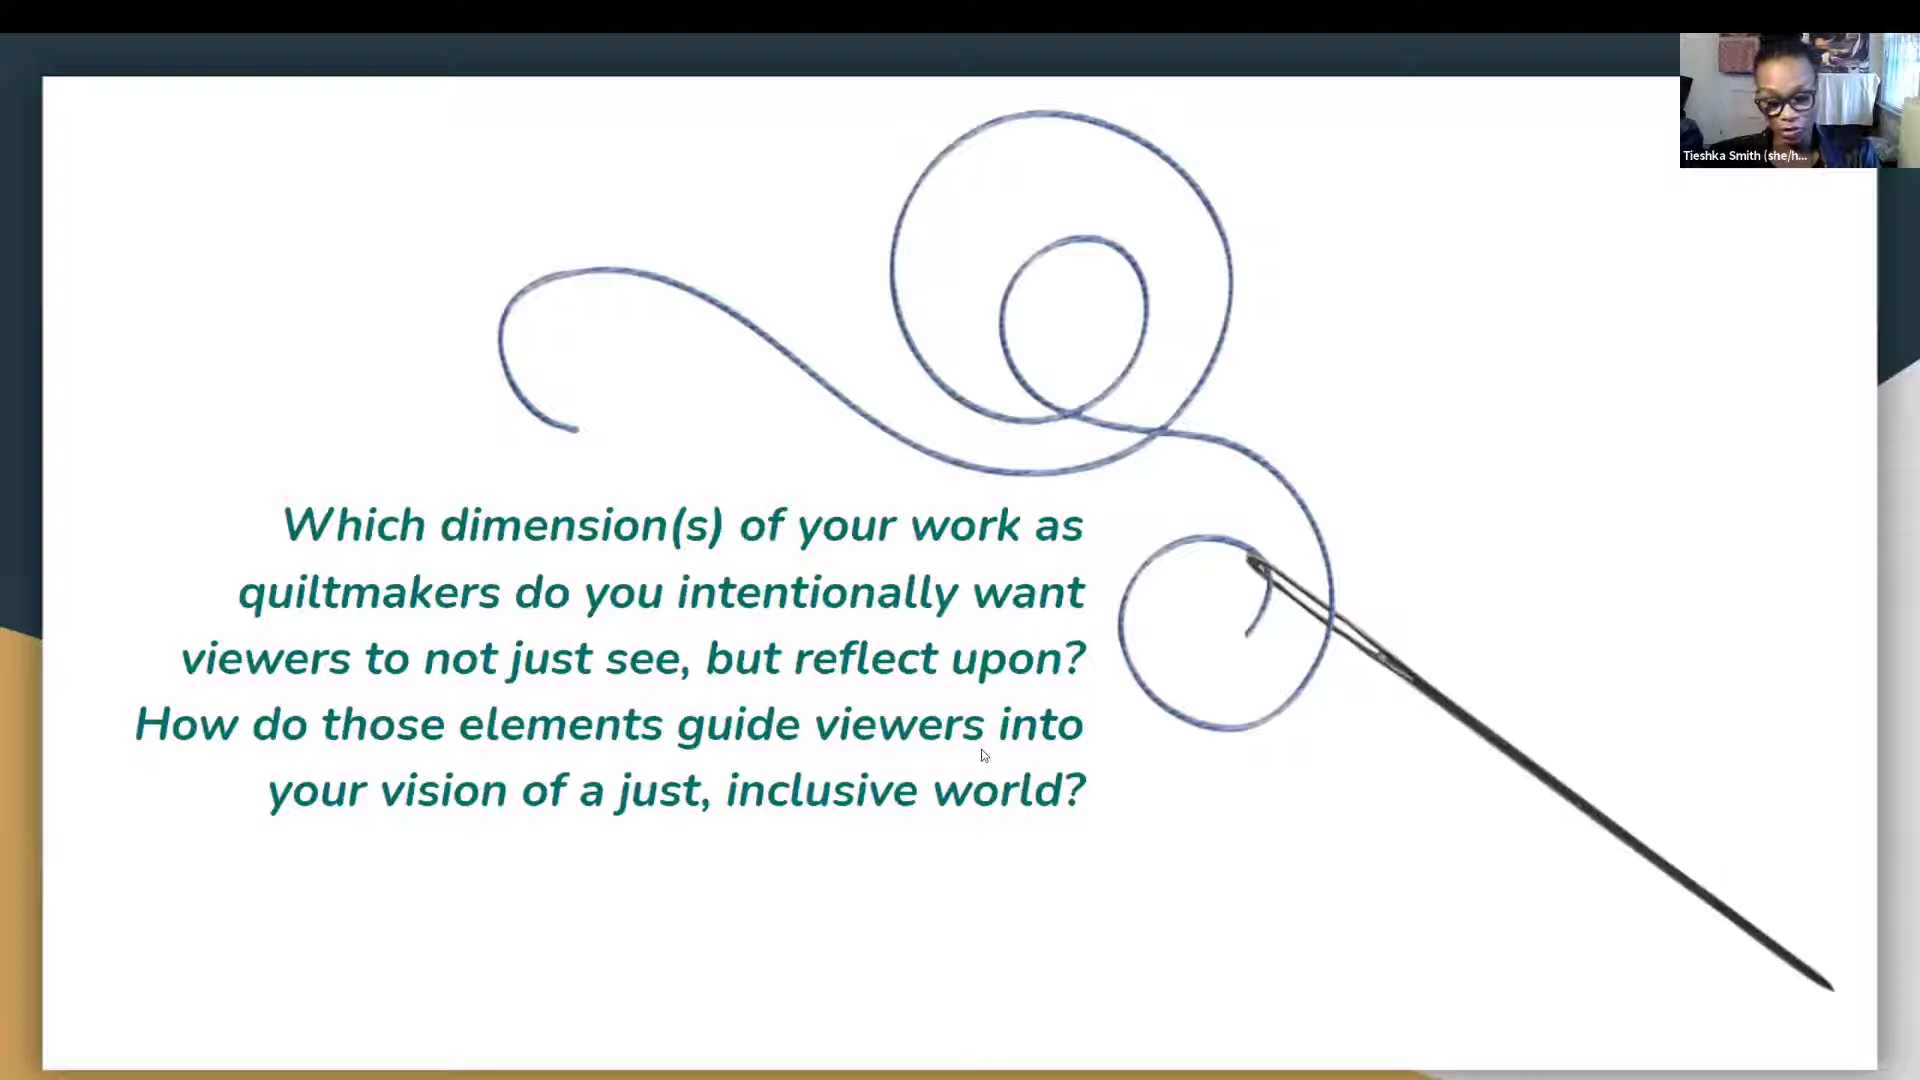 Tieshka Smith (she/h...
Which dimension(s) of your work as
quiltmakers do you intentionally want
viewers to not just see, but reflect upon?
How do those elements guide viewers into
your vision of a just, inclusive world?